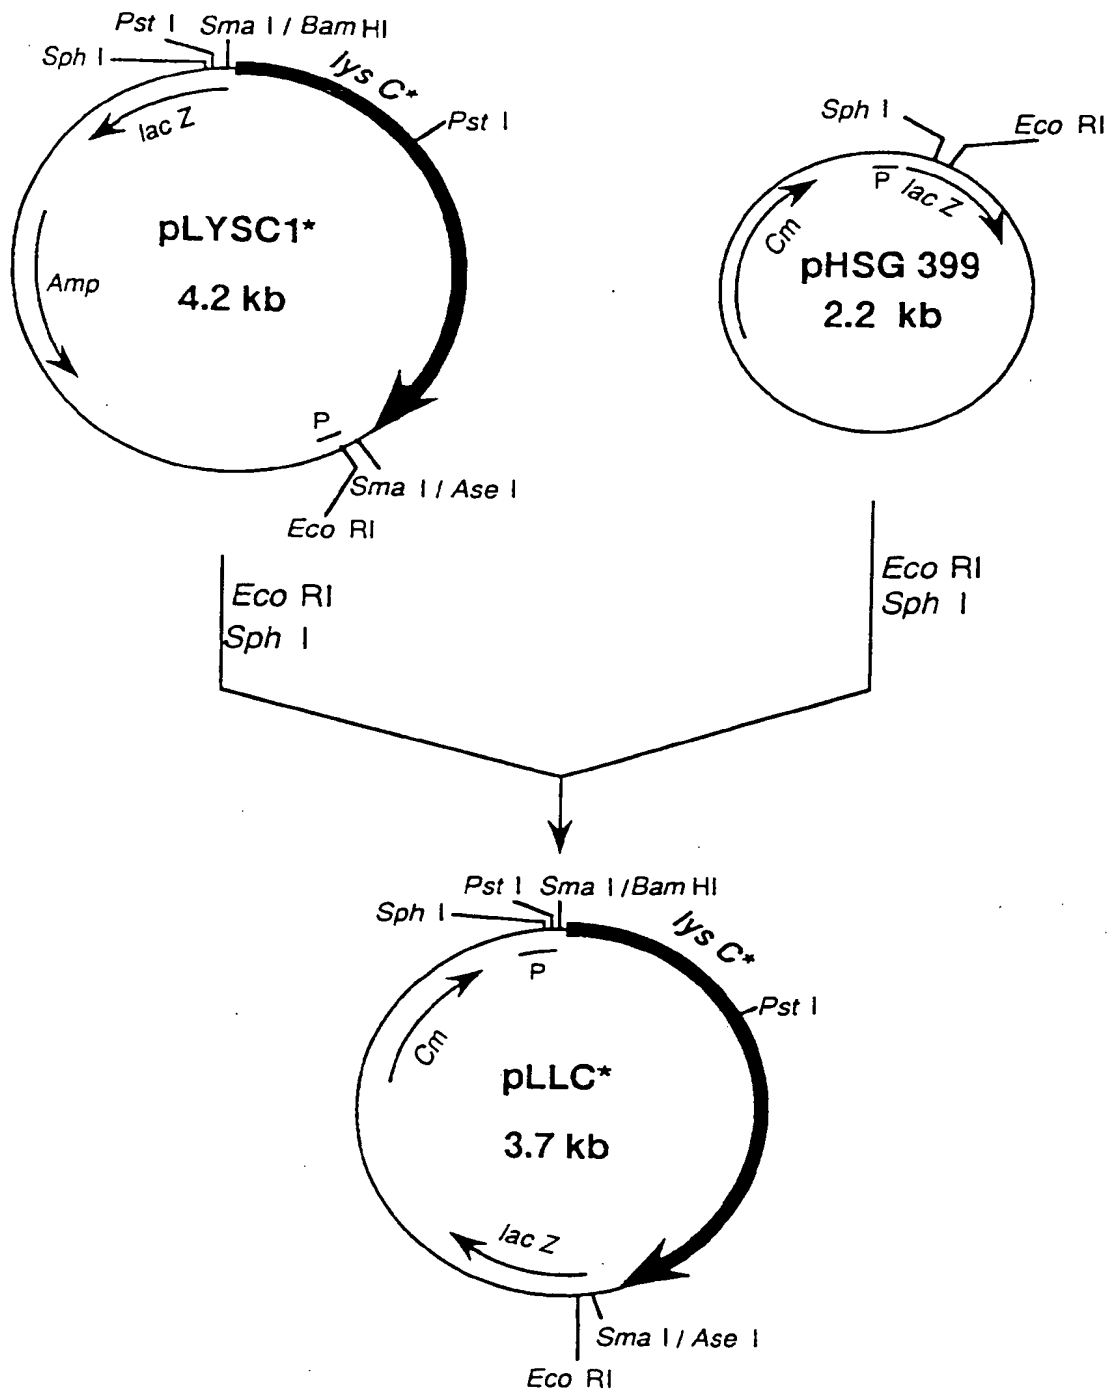 Pst I Sma I / Bam HI
Sph I
lys C*
lac Z
Pst I
pLYSC1*
4.2 kb
Amp
P
Sma I / Ase I
Eco RI
Sph I
Eco RI
P
lac Z
Cm
pHSG 399
2.2 kb
Eco RI
Sph I
Eco RI
Sph I
Pst I Sma I / Bam HI
Sph I
lys C*
P
Pst I
Cm
pLLC*
3.7 kb
lac Z
Sma I / Ase I
Eco RI